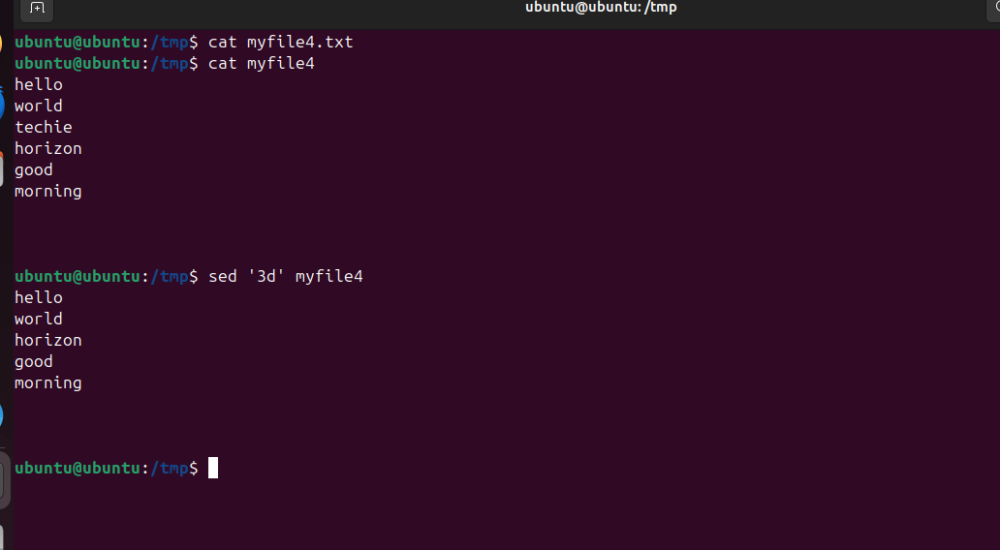 ubuntu@ubuntu: /tmp
ubuntu@ubuntu:/tmp$ cat myfile4.txt
ubuntu@ubuntu:/tmp$ cat myfile4
hello
world
techie
horizon
good
morning
ubuntu@ubuntu:/tmp$ sed '3d' myfile4
hello
world
horizon
good
morning
ubuntu@ubuntu:/tmp$